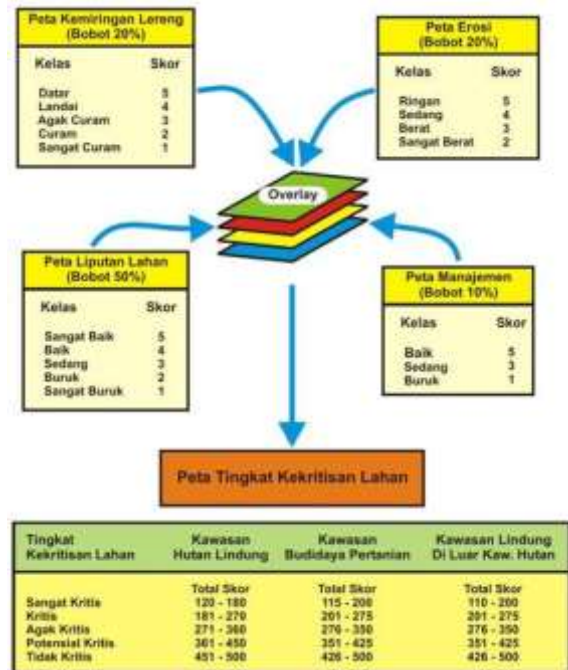 Peta Kemiringan Lereng
(Bobot 20%)
Kelas Skor
Datar 5
Landai 4
Agak Curam 3
Curam 2
Sangat Curam 1
Peta Erosi
(Bobot 20%)
Kelas Skor
Ringan 5
Sedang 4
Berat 3
Sangat Berat 2
Overlay
Peta Liputan Lahan
(Bobot 50%)
Kelas Skor
Sangat Baik 5
Baik 4
Sedang 3
Buruk 2
Sangat Buruk 1
Peta Manajemen
(Bobot 10%)
Kelas Skor
Baik 5
Sedang 3
Buruk 1
Peta Tingkat Kekritisan Lahan
Tingkat Kawasan Kawasan Kawasan Lindung
Kekritisan Lahan Hutan Lindung Budidaya Pertanian Di Luar Kaw. Hutan
Total Skor Total Skor Total Skor
Sangat Kritis 120 - 180 115 - 200 110 - 200
Kritis 181 - 270 201 - 275 201 - 275
Agak Kritis 271 - 360 276 - 350 276 - 350
Potensial Kritis 361 - 450 351 - 425 351 - 425
Tidak Kritis 451 - 500 426 - 500 426 - 500